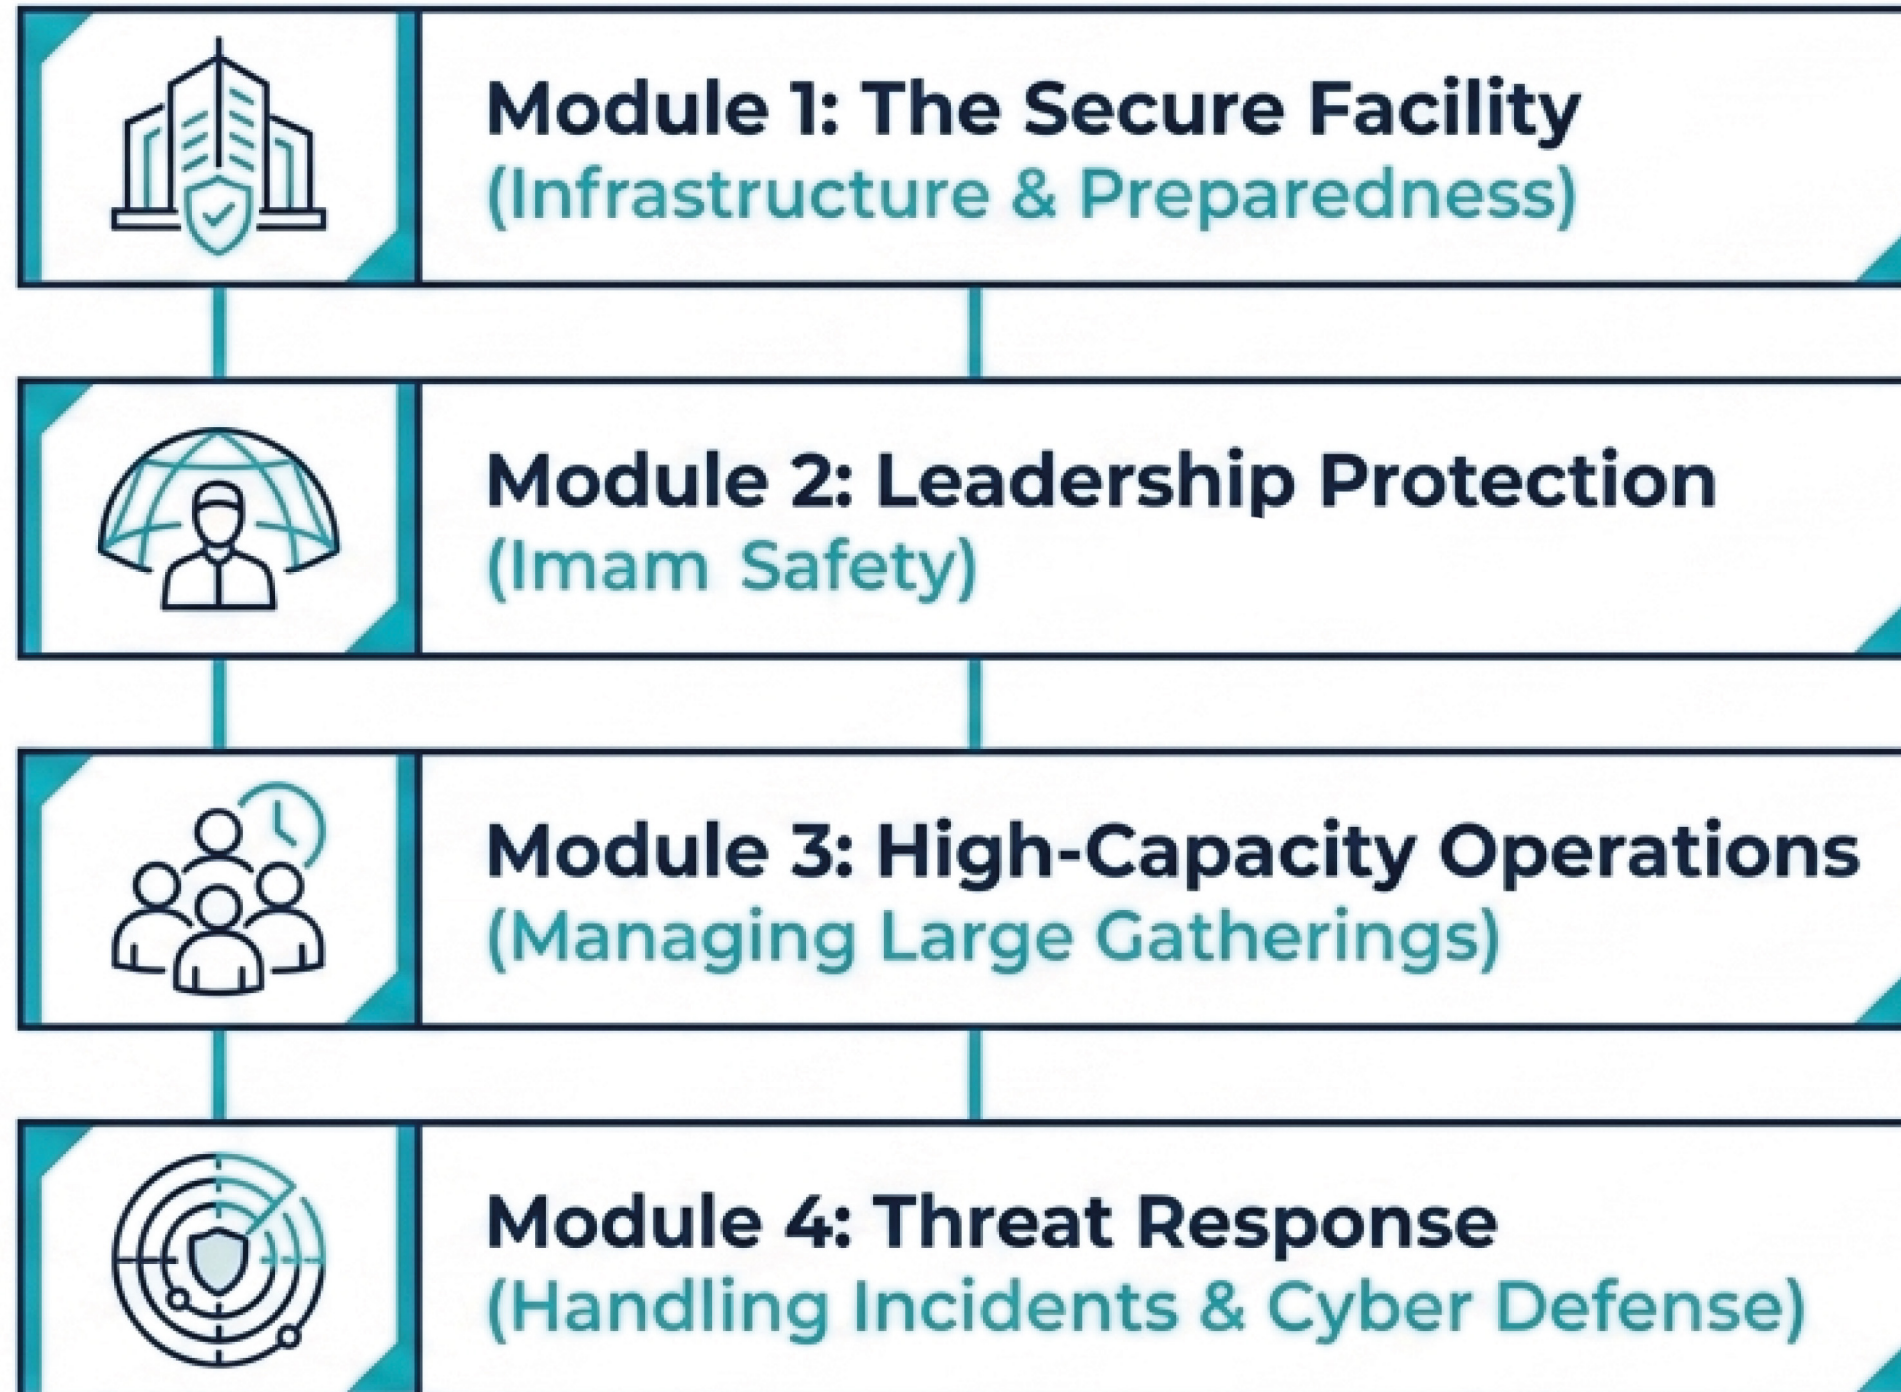 Module 1: The Secure Facility
(Infrastructure & Preparedness)
Module 2: Leadership Protection
(Imam Safety)
Module 3: High-Capacity Operations
(Managing Large Gatherings)
Module 4: Threat Response
(Handling Incidents & Cyber Defense)